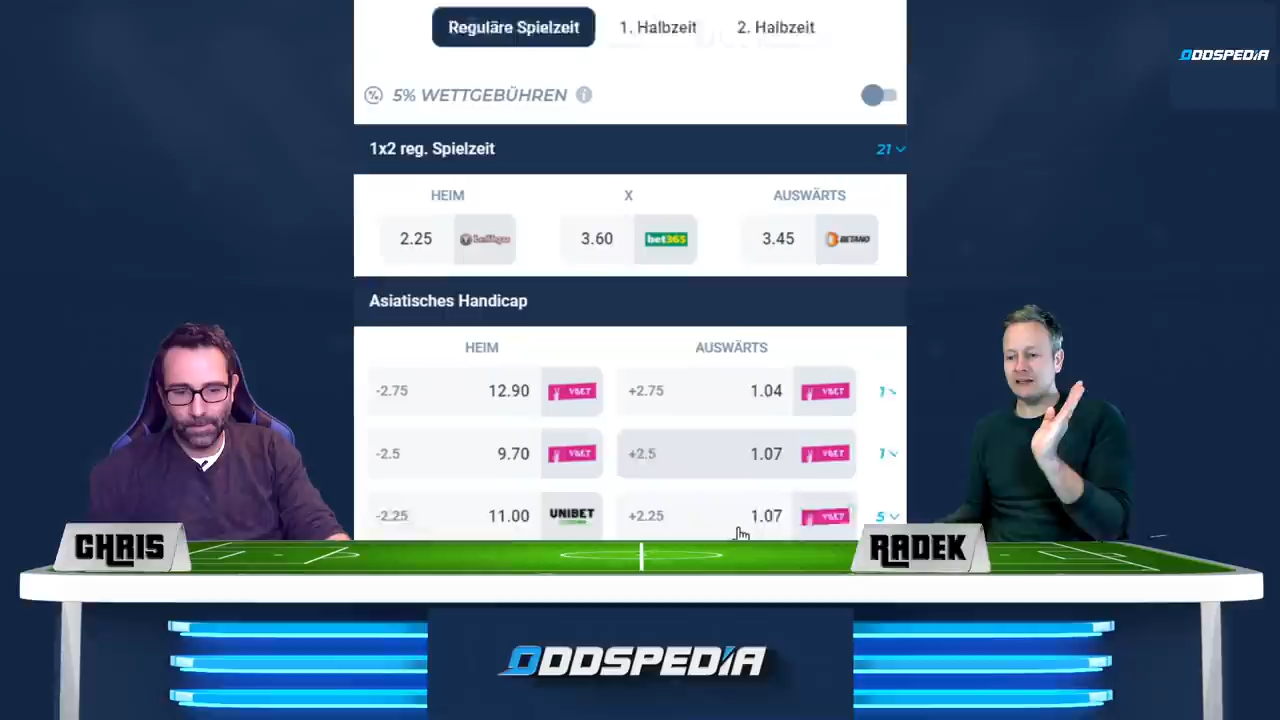 Reguläre Spielzeit 1. Halbzeit 2. Halbzeit
ODDSPEDIA
5% WETTGEBÜHREN
1x2 reg. Spielzeit 21
HEIM X AUSWÄRTS
2.25 3.60 bet365 3.45 BETANO
Asiatisches Handicap
HEIM AUSWÄRTS
-2.75 12.90 VBET +2.75 1.04 VBET 1
-2.5 9.70 VBET +2.5 1.07 VBET 1
-2.25 11.00 UNIBET +2.25 1.07 VBET 5
CHRIS RADEK
ODDSPEDIA